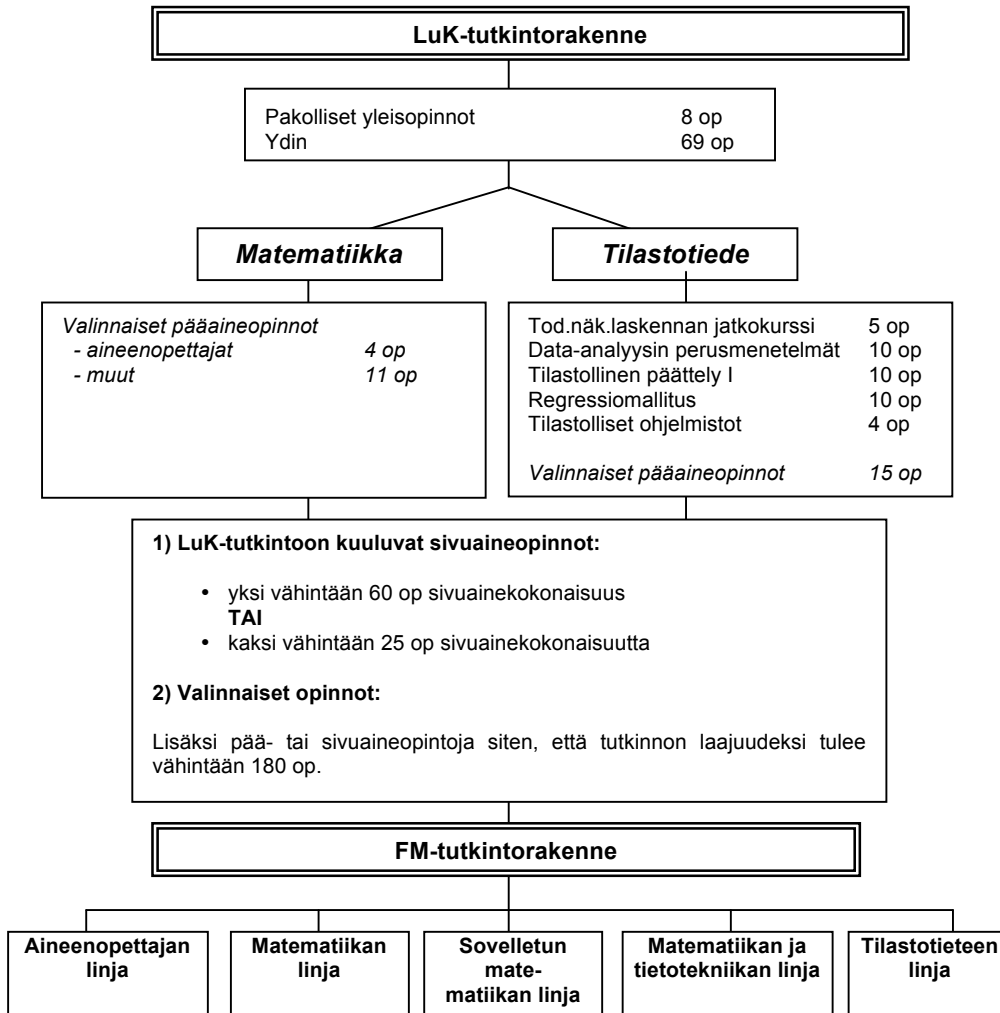 LuK-tutkintorakenne
Pakolliset yleisopinnot 8 op
Ydin 69 op
Matematiikka
Tilastotiede
Valinnaiset pääaineopinnot
- aineenopettajat 4 op
- muut 11 op
Tod.näk.laskennan jatkokurssi 5 op
Data-analyysin perusmenetelmät 10 op
Tilastollinen päättely I 10 op
Regressiomallitus 10 op
Tilastolliset ohjelmistot 4 op
Valinnaiset pääaineopinnot 15 op
1) LuK-tutkintoon kuuluvat sivuaineopinnot:
• yksi vähintään 60 op sivuainekokonaisuus
TAI
• kaksi vähintään 25 op sivuainekokonaisuutta
2) Valinnaiset opinnot:
Lisäksi pää- tai sivuaineopintoja siten, että tutkinnon laajuudeksi tulee
vähintään 180 op.
FM-tutkintorakenne
Aineenopettajan
linja
Matematiikan
linja
Sovelletun
mate-
matiikan linja
Matematiikan ja
tietotekniikan linja
Tilastotieteen
linja